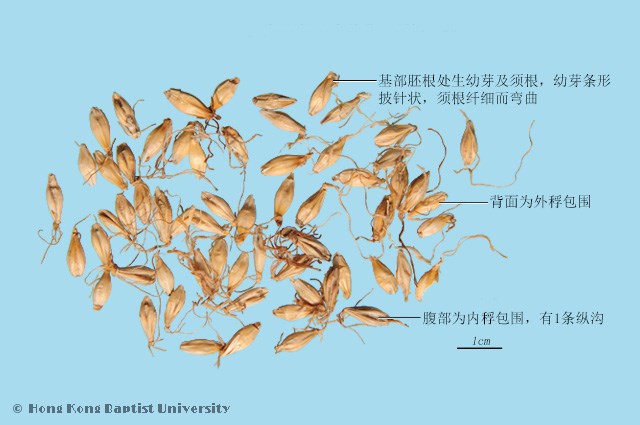 基部胚根处生幼芽及须根，幼芽条形
披针状，须根纤细而弯曲
背面为外稃包围
腹部为内稃包围，有1条纵沟
1cm
© Hong Kong Baptist University